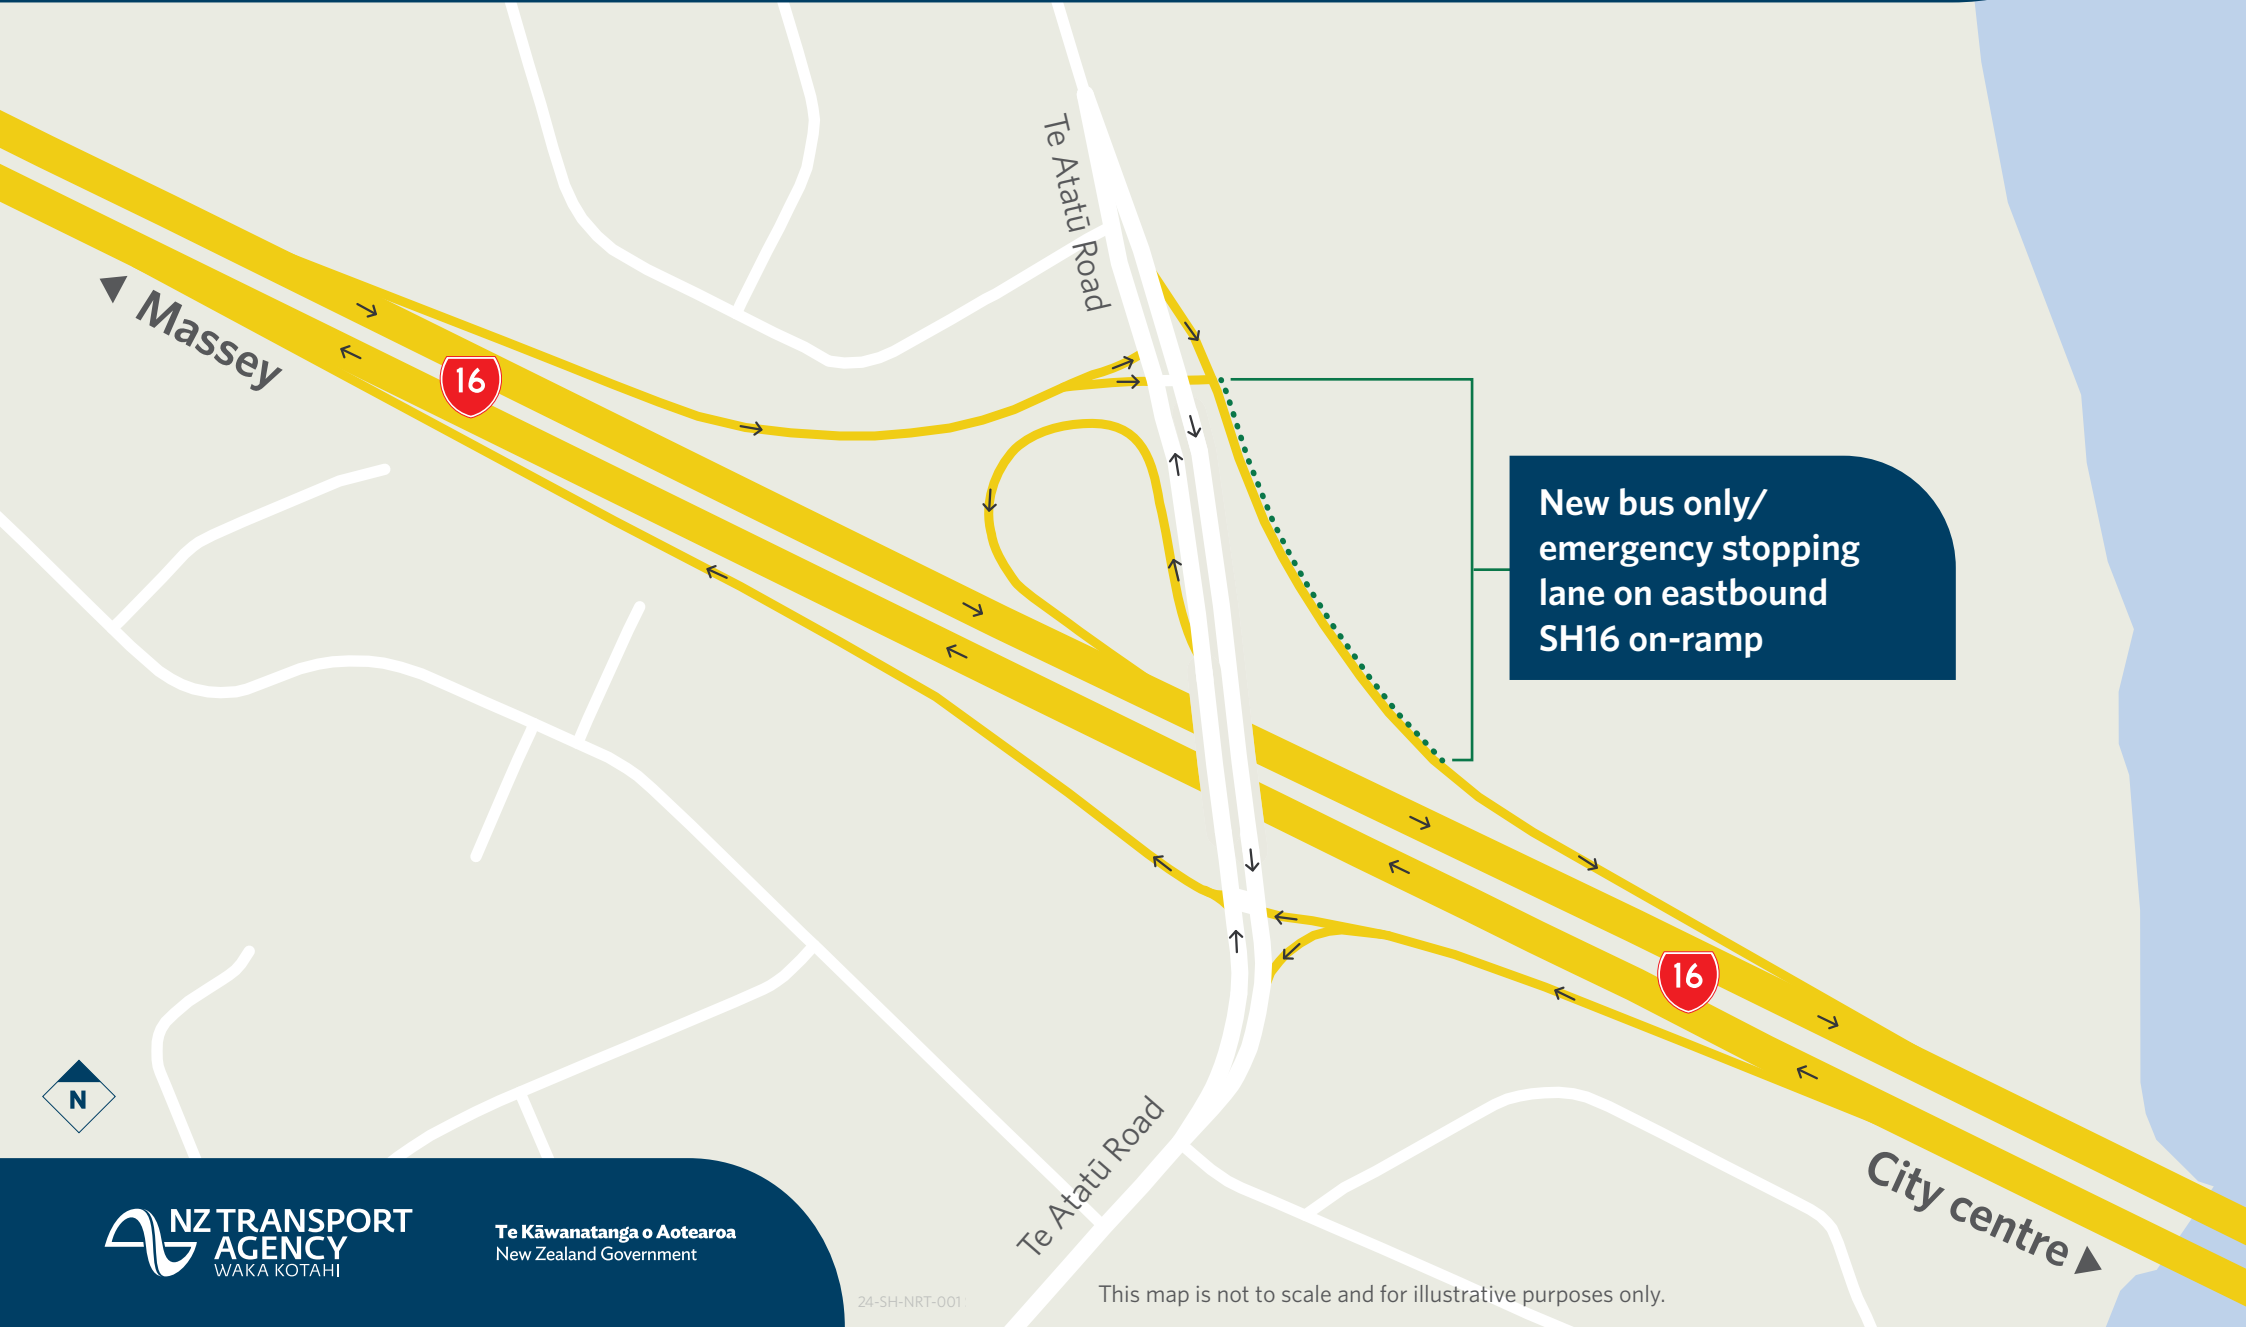 Te Atatū Road
Massey
16
New bus only/
emergency stopping
lane on eastbound
SH16 on-ramp
16
N
Te Atatū Road
City centre
NZ TRANSPORT
AGENCY
WAKA KOTAHI
Te Kāwanatanga o Aotearoa
New Zealand Government
24-SH-NRT-001
This map is not to scale and for illustrative purposes only.